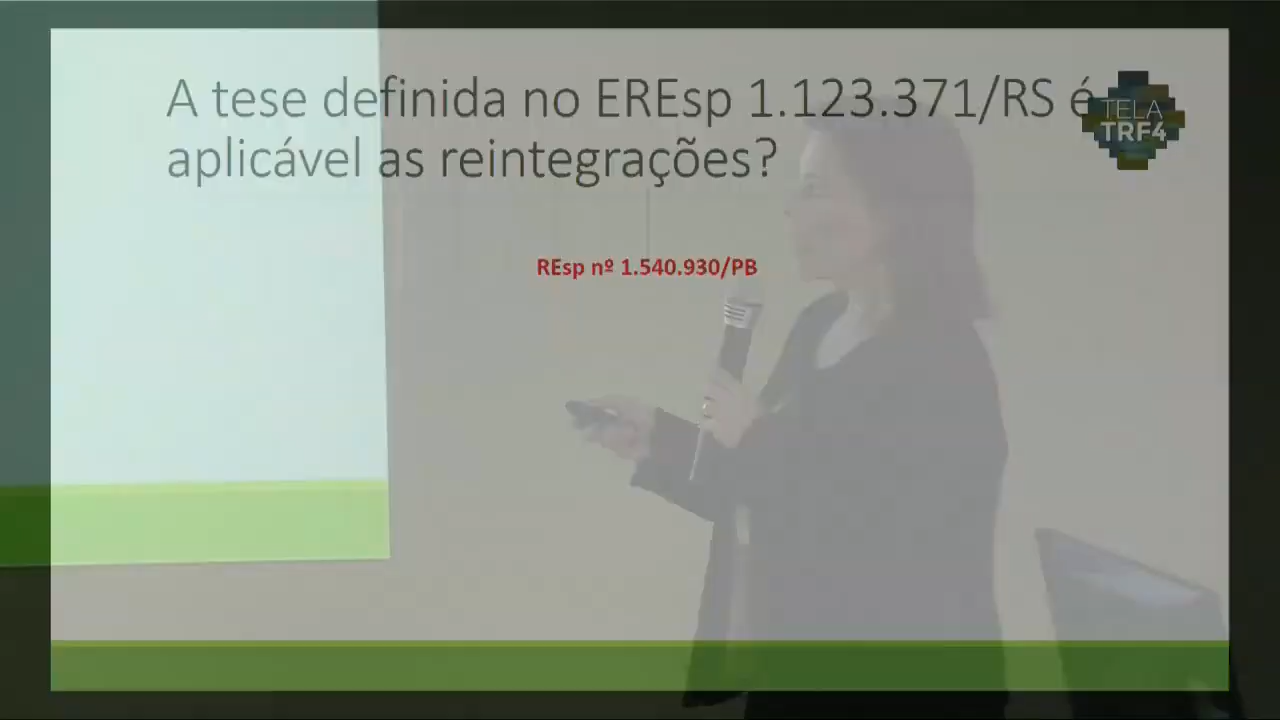 A tese definida no EREsp 1.123.371/RS é
aplicável as reintegrações?
TELA
TRF4
REsp nº 1.540.930/PB